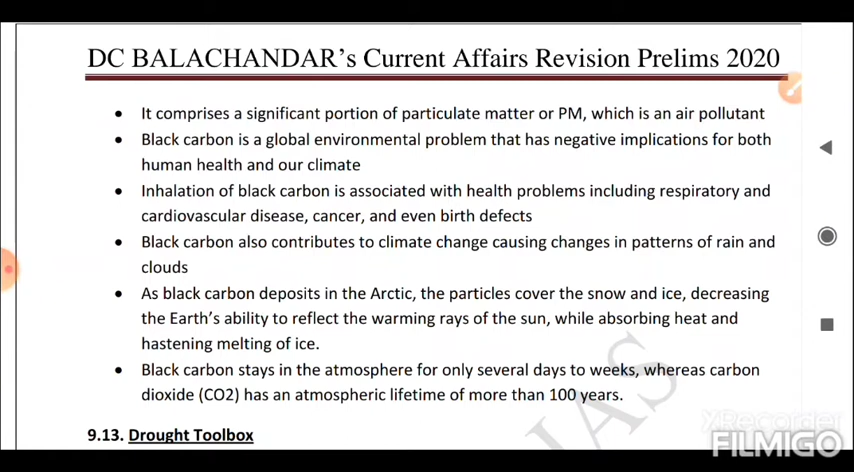 DC BALACHANDAR's Current Affairs Revision Prelims 2020
• It comprises a significant portion of particulate matter or PM, which is an air pollutant
• Black carbon is a global environmental problem that has negative implications for both
human health and our climate
• Inhalation of black carbon is associated with health problems including respiratory and
cardiovascular disease, cancer, and even birth defects
• Black carbon also contributes to climate change causing changes in patterns of rain and
clouds
• As black carbon deposits in the Arctic, the particles cover the snow and ice, decreasing
the Earth's ability to reflect the warming rays of the sun, while absorbing heat and
hastening melting of ice.
• Black carbon stays in the atmosphere for only several days to weeks, whereas carbon
dioxide (CO2) has an atmospheric lifetime of more than 100 years.
IAS
XRecorder
9.13. Drought Toolbox
FILMIGO